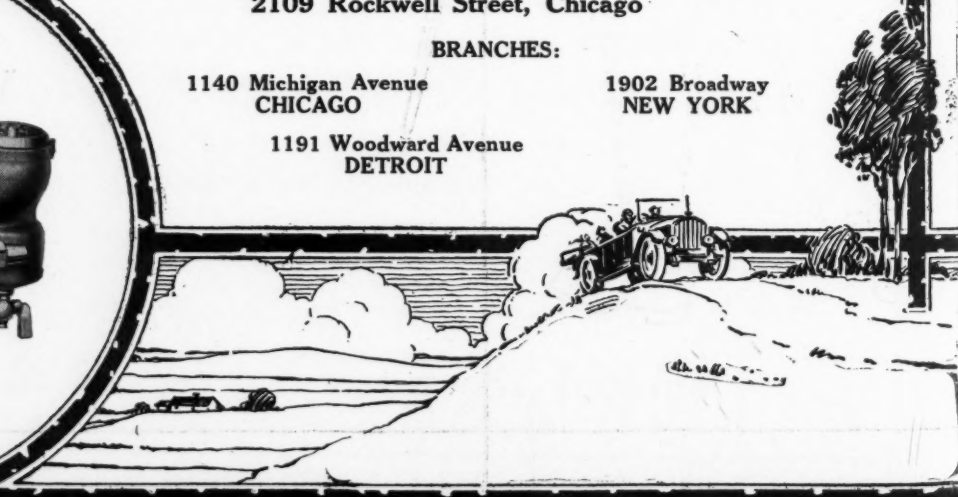 2109 Rockwell Street, Chicago
BRANCHES:
1140 Michigan Avenue
CHICAGO
1902 Broadway
NEW YORK
1191 Woodward Avenue
DETROIT